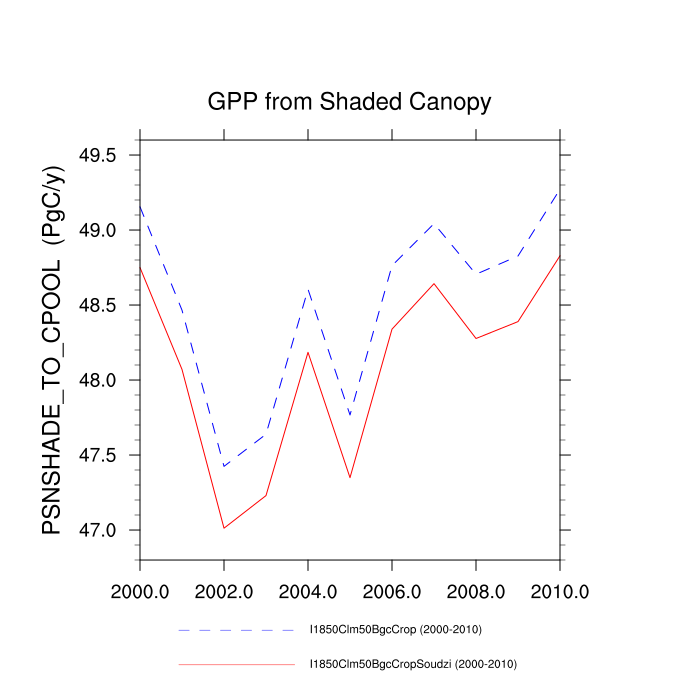 GPP from Shaded Canopy
PSNSHADE_TO_CPOOL (PgC/y)
49.5
49.0
48.5
48.0
47.5
47.0
2000.0 2002.0 2004.0 2006.0 2008.0 2010.0
I1850Clm50BgcCrop (2000-2010)
I1850Clm50BgcCropSoudzi (2000-2010)